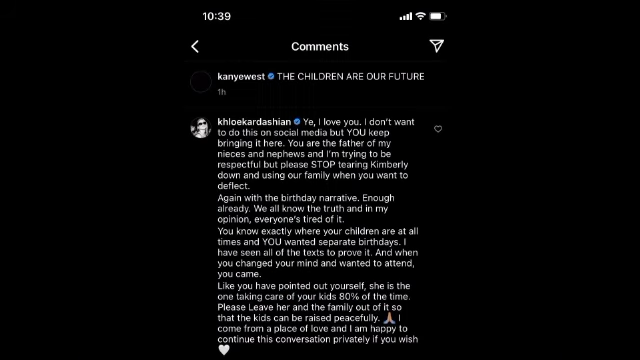 10:39
Comments
kanyewest THE CHILDREN ARE OUR FUTURE
1h
khloekardashian Ye, I love you. I don't want
to do this on social media but YOU keep
bringing it here. You are the father of my
nieces and nephews and I'm trying to be
respectful but please STOP tearing Kimberly
down and using our family when you want to
deflect.
Again with the birthday narrative. Enough
already. We all know the truth and in my
opinion, everyone's tired of it.
You know exactly where your children are at all
times and YOU wanted separate birthdays. I
have seen all of the texts to prove it. And when
you changed your mind and wanted to attend,
you came.
Like you have pointed out yourself, she is the
one taking care of your kids 80% of the time.
Please Leave her and the family out of it so
that the kids can be raised peacefully. 🙏🏽 I
come from a place of love and I am happy to
continue this conversation privately if you wish
🤍